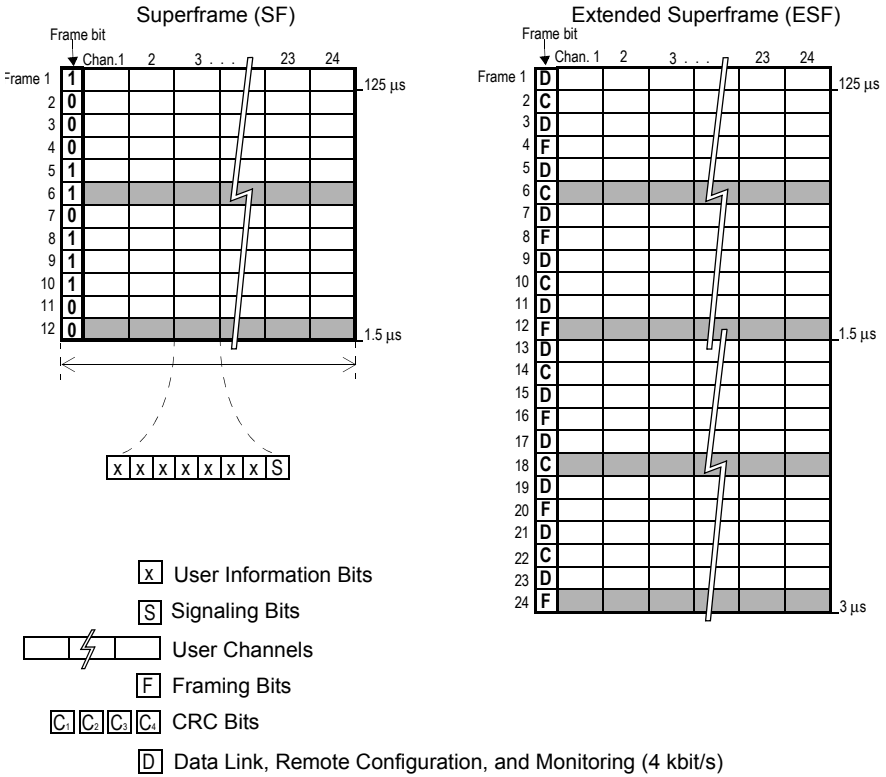 Superframe (SF)
Frame bit
Chan.1 2 3 . . . 23 24
Frame 1 1
125 µs
2 0
3 0
4 0
5 1
6 1
7 0
8 1
9 1
10 1
11 0
12 0
1.5 µs
x x x x x x x S
Extended Superframe (ESF)
Frame bit
Chan. 1 2 3 . . . 23 24
Frame 1 D
125 µs
2 C
3 D
4 F
5 D
6 C
7 D
8 F
9 D
10 C
11 D
12 F
1.5 µs
13 D
14 C
15 D
16 F
17 D
18 C
19 D
20 F
21 D
22 C
23 D
24 F
3 µs
x User Information Bits
S Signaling Bits
User Channels
F Framing Bits
C1 C2 C3 C4 CRC Bits
D Data Link, Remote Configuration, and Monitoring (4 kbit/s)